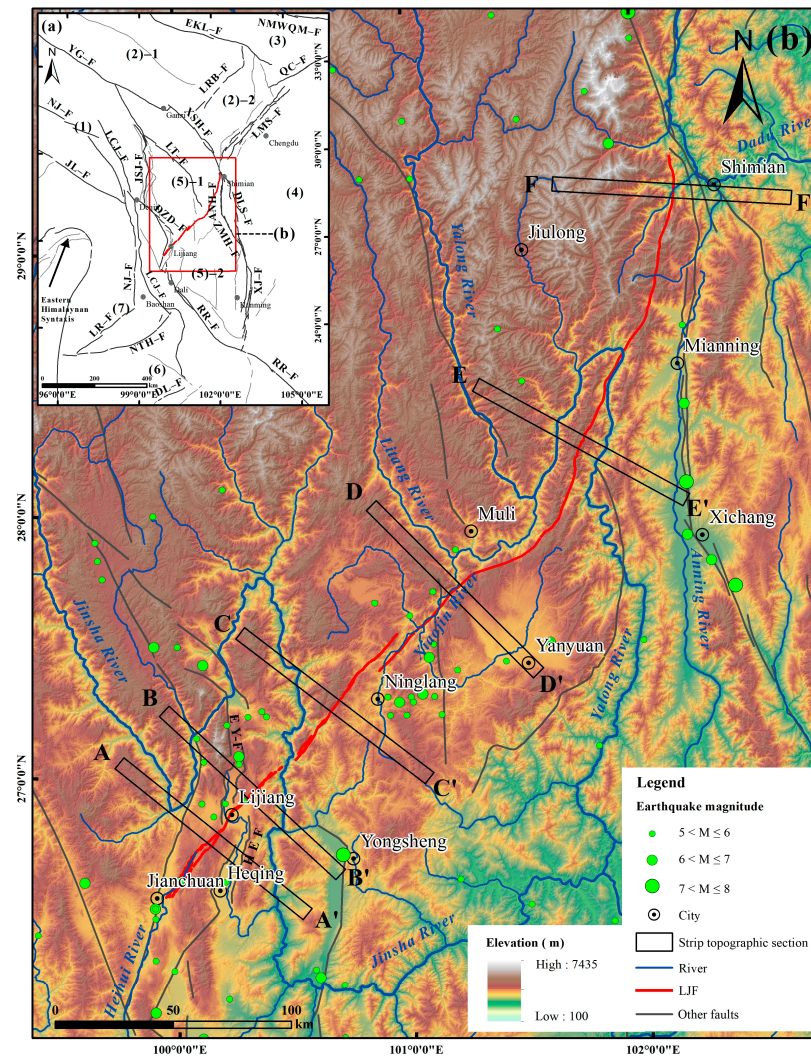 (a)
EKL-F
NMWQM-F
(3)
YG-F
(2)-1
N
LRB-F
QC-F
(2)-2
NJ-F
Ganzi
XSH-F
LMS-F
(1)
LCJ-F
Chengdu
LT-F
JSJ-F
JL-F
(5)-1
Shimian
(4)
DZD-F
DLS-F
ZMH-F
(b)
Lijiang
(5)-2
NJ-F
LCJ-F
Dali
Baoshan
XJ-F
Kunming
Eastern
Himalaynan
Syntaxis
(7)
LR-F
RR-F
NTH-F
RR-F
(6)
DL-F
0 200 400
km
96°0'0"E 99°0'0"E 102°0'0"E 105°0'0"E
33°0'0"N
30°0'0"N
27°0'0"N
24°0'0"N
N
(b)
Dadu River
Shimian
F
F'
Yalong River
Jiulong
29°0'0"N
Mianning
E
Litang River
D
Muli
E'
Xichang
28°0'0"N
Anning River
Jinsha River
Xiaojin River
C
Yanyuan
D'
Ninglang
Yalong River
B
EY-F
A
C'
27°0'0"N
Lijiang
HE F
Yongsheng
Heqing
B'
Jianchuan
A'
Heihui River
Jinsha River
0 50 100
km
100°0'0"E 101°0'0"E 102°0'0"E
Elevation ( m)
High : 7435
Low : 100
Legend
Earthquake magnitude
5 < M ≤ 6
6 < M ≤ 7
7 < M ≤ 8
City
Strip topographic section
River
LJF
Other faults